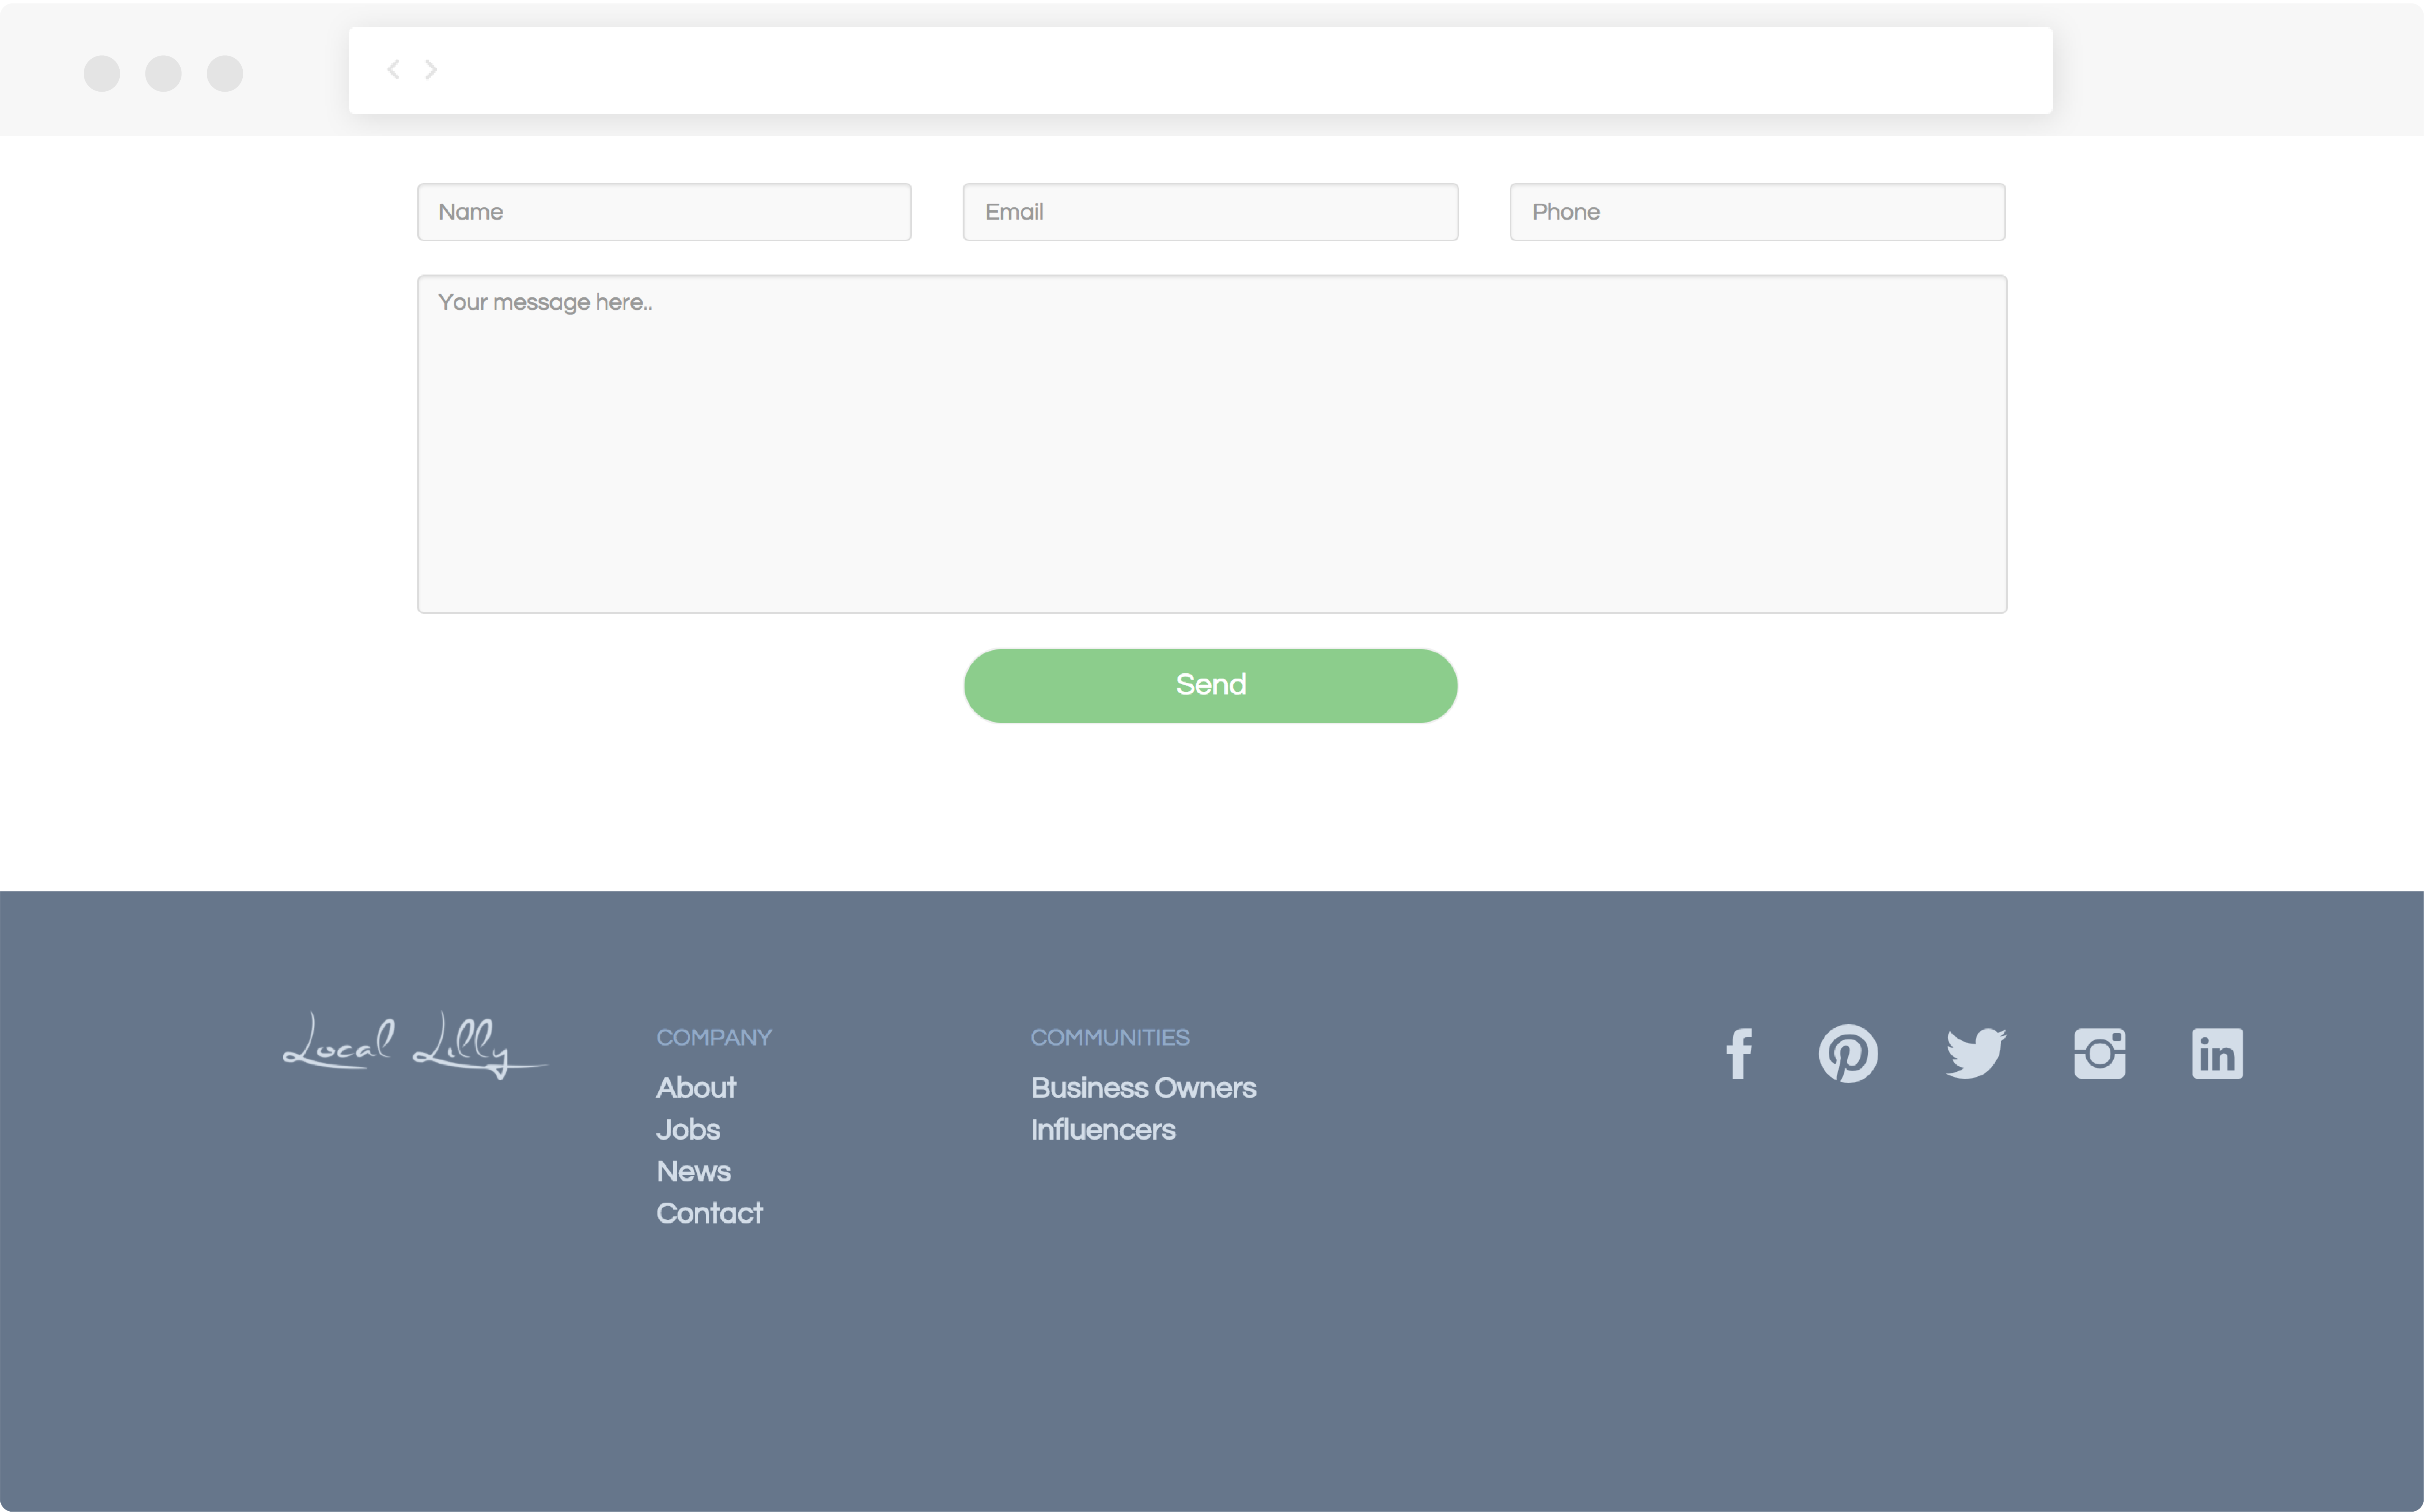 Name
Email
Phone
Your message here..
Send
Local Lilly
COMPANY
About
Jobs
News
Contact
COMMUNITIES
Business Owners
Influencers